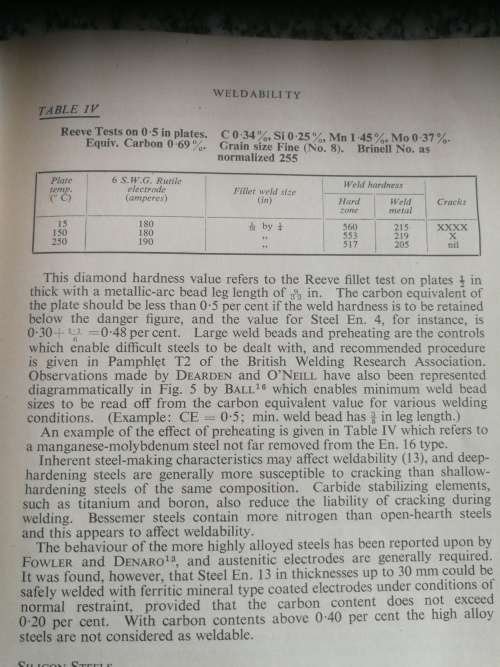 WELDABILITY
TABLE IV
Reeve Tests on 0·5 in plates. C 0·34%, Si 0·25%, Mn 1·45%, Mo 0·37%.
Equiv. Carbon 0·69%. Grain size Fine (No. 8). Brinell No. as
normalized 255
Plate temp. (° C) 6 S.W.G. Rutile electrode (amperes) Fillet weld size (in) Weld hardness Cracks
Hard zone Weld metal
15 180 by ¼ 560 215 XXXX
150 180 ,, 553 219 X
250 190 ,, 517 205 nil
This diamond hardness value refers to the Reeve fillet test on plates ½ in
thick with a metallic-arc bead leg length of in. The carbon equivalent of
the plate should be less than 0·5 per cent if the weld hardness is to be retained
below the danger figure, and the value for Steel En. 4, for instance, is
0·30+ =0·48 per cent. Large weld beads and preheating are the controls
which enable difficult steels to be dealt with, and recommended procedure
is given in Pamphlet T2 of the British Welding Research Association.
Observations made by DEARDEN and O'NEILL have also been represented
diagrammatically in Fig. 5 by BALL¹⁶ which enables minimum weld bead
sizes to be read off from the carbon equivalent value for various welding
conditions. (Example: CE = 0·5; min. weld bead has in leg length.)
An example of the effect of preheating is given in Table IV which refers to
a manganese-molybdenum steel not far removed from the En. 16 type.
Inherent steel-making characteristics may affect weldability (13), and deep-
hardening steels are generally more susceptible to cracking than shallow-
hardening steels of the same composition. Carbide stabilizing elements,
such as titanium and boron, also reduce the liability of cracking during
welding. Bessemer steels contain more nitrogen than open-hearth steels
and this appears to affect weldability.
The behaviour of the more highly alloyed steels has been reported upon by
FOWLER and DENARO , and austenitic electrodes are generally required.
It was found, however, that Steel En. 13 in thicknesses up to 30 mm could be
safely welded with ferritic mineral type coated electrodes under conditions of
normal restraint, provided that the carbon content does not exceed
0·20 per cent. With carbon contents above 0·40 per cent the high alloy
steels are not considered as weldable.
SILICON STEELS